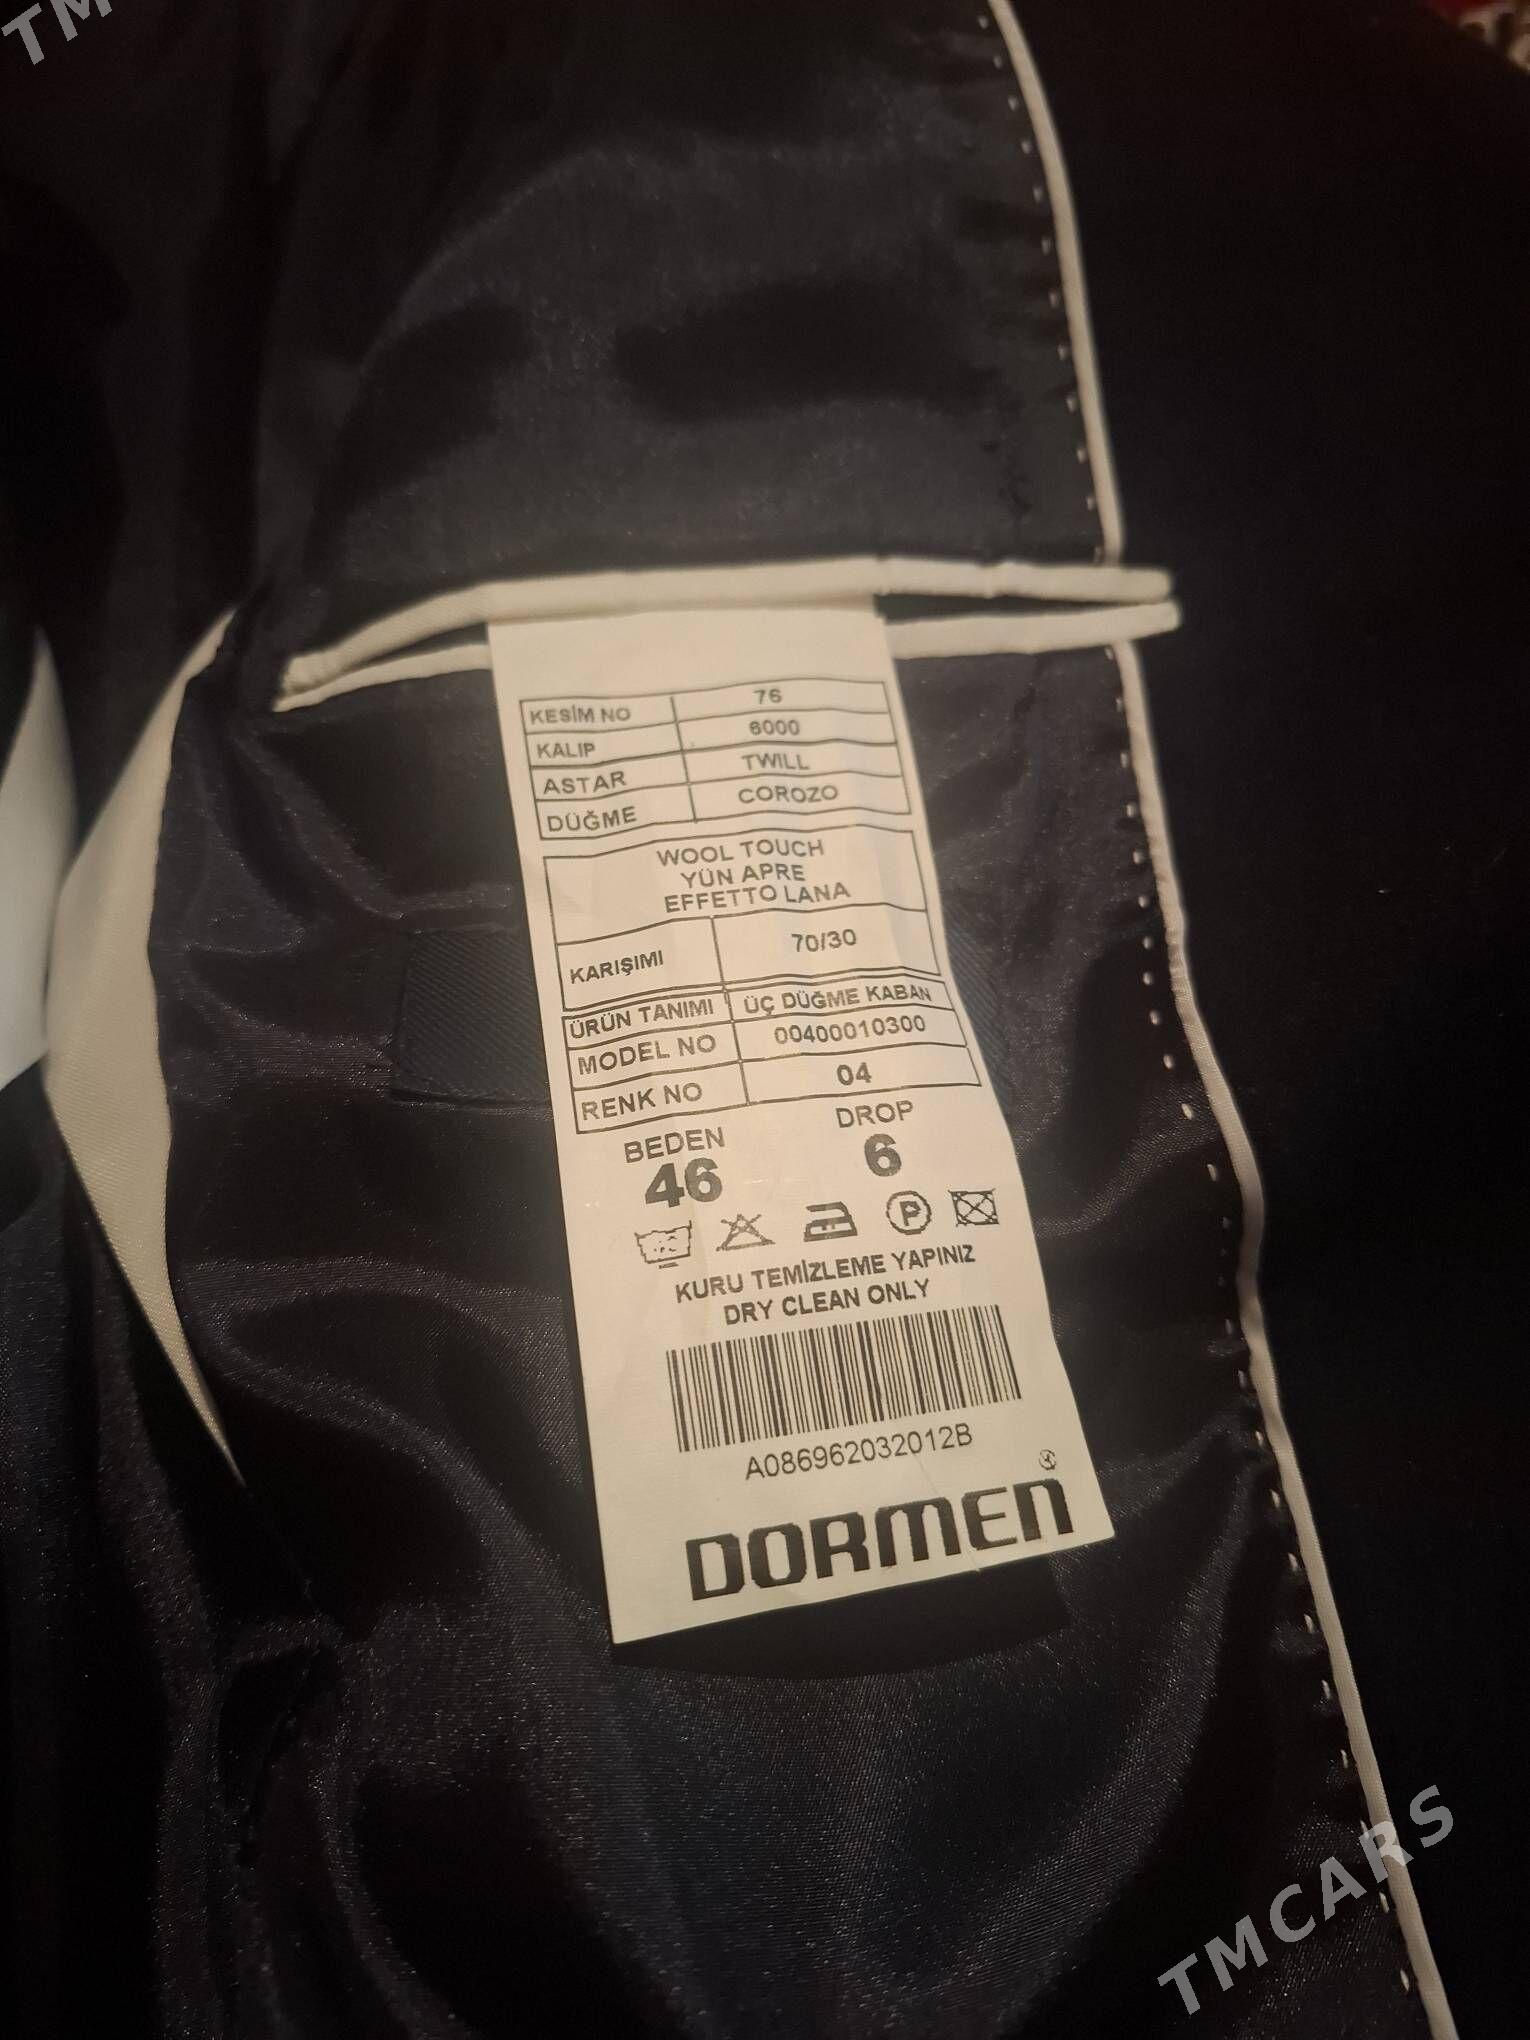 TM
KESİM NO 76
KALIP 6000
ASTAR TWILL
DÜĞME COROZO
WOOL TOUCH
YÜN APRE
EFFETTO LANA
KARIŞIMI 70/30
ÜRÜN TANIMI ÜÇ DÜĞME KABAN
MODEL NO 00400010300
RENK NO 04
BEDEN DROP
46 6
P
KURU TEMİZLEME YAPINIZ
DRY CLEAN ONLY
A086962032012B
DORMEN
TMCARS